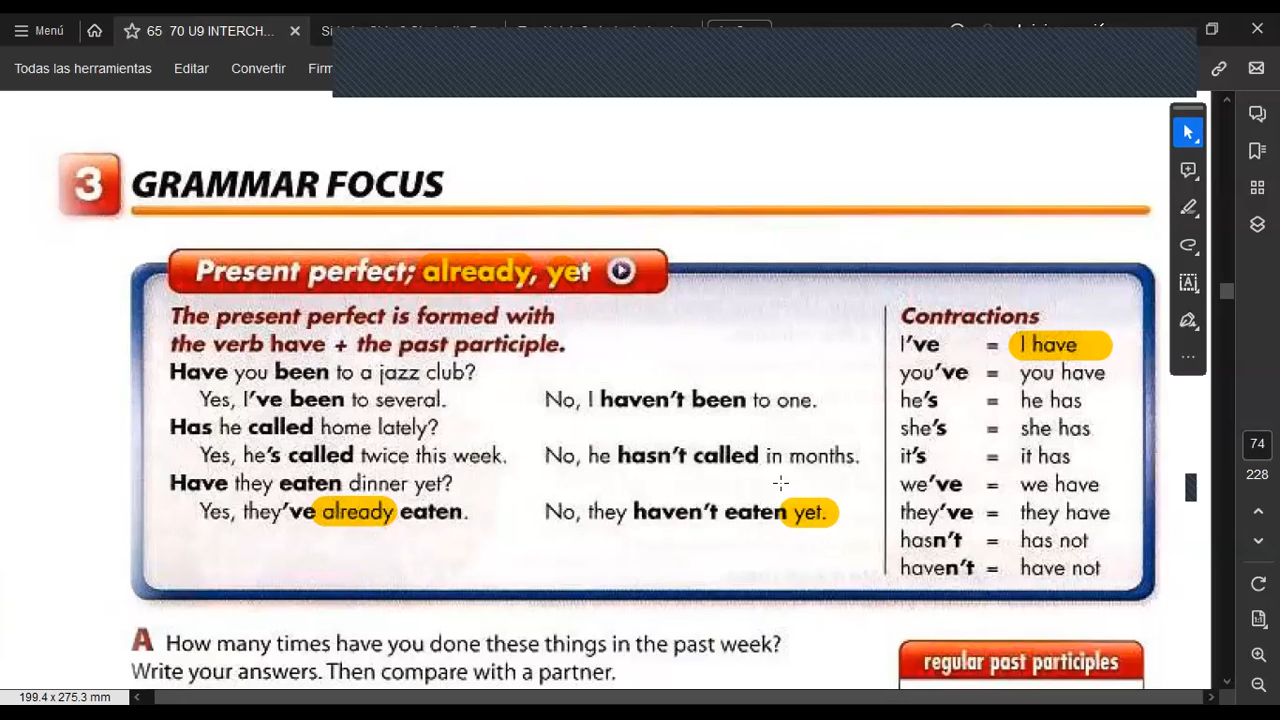 Menú
65 70 U9 INTERCH...
Todas las herramientas
Editar
Convertir
3 GRAMMAR FOCUS
Present perfect; already, yet
The present perfect is formed with
the verb have + the past participle.
Have you been to a jazz club?
Yes, I've been to several. No, I haven't been to one.
Has he called home lately?
Yes, he's called twice this week. No, he hasn't called in months.
Have they eaten dinner yet?
Yes, they've already eaten. No, they haven't eaten yet.
Contractions
I've = I have
you've = you have
he's = he has
she's = she has
it's = it has
we've = we have
they've = they have
hasn't = has not
haven't = have not
A How many times have you done these things in the past week?
Write your answers. Then compare with a partner.
regular past participles
74
228
199.4 x 275.3 mm